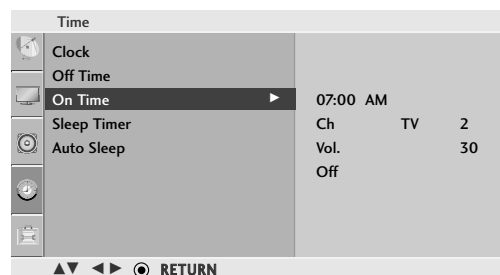 Time
Clock
Off Time
On Time ► 07:00 AM
Sleep Timer Ch TV 2
Auto Sleep Vol. 30
Off
▲▼ ◄► RETURN